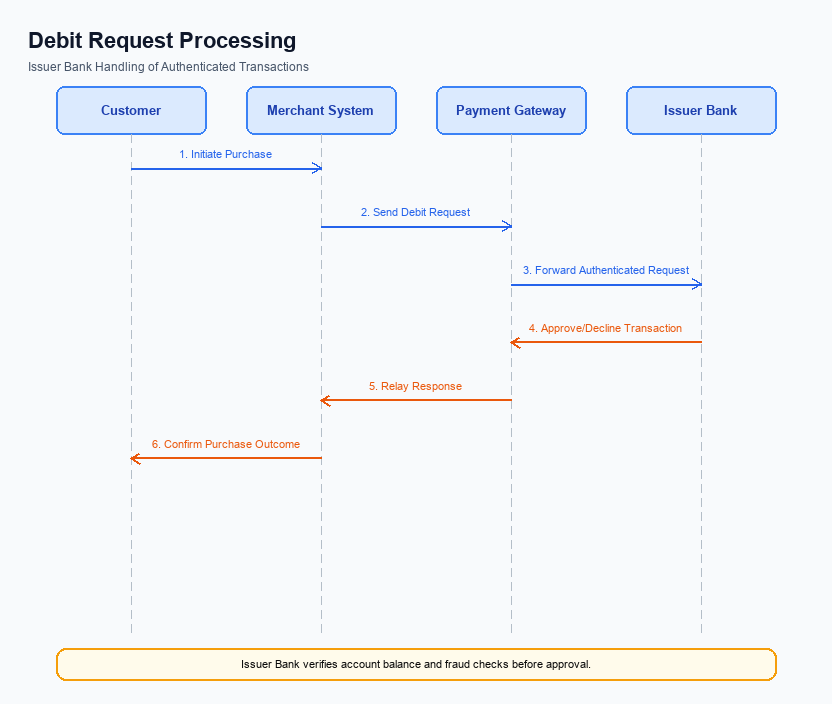 Debit Request Processing
Issuer Bank Handling of Authenticated Transactions
Customer
Merchant System
Payment Gateway
Issuer Bank
1. Initiate Purchase
2. Send Debit Request
3. Forward Authenticated Request
4. Approve/Decline Transaction
5. Relay Response
6. Confirm Purchase Outcome
Issuer Bank verifies account balance and fraud checks before approval.